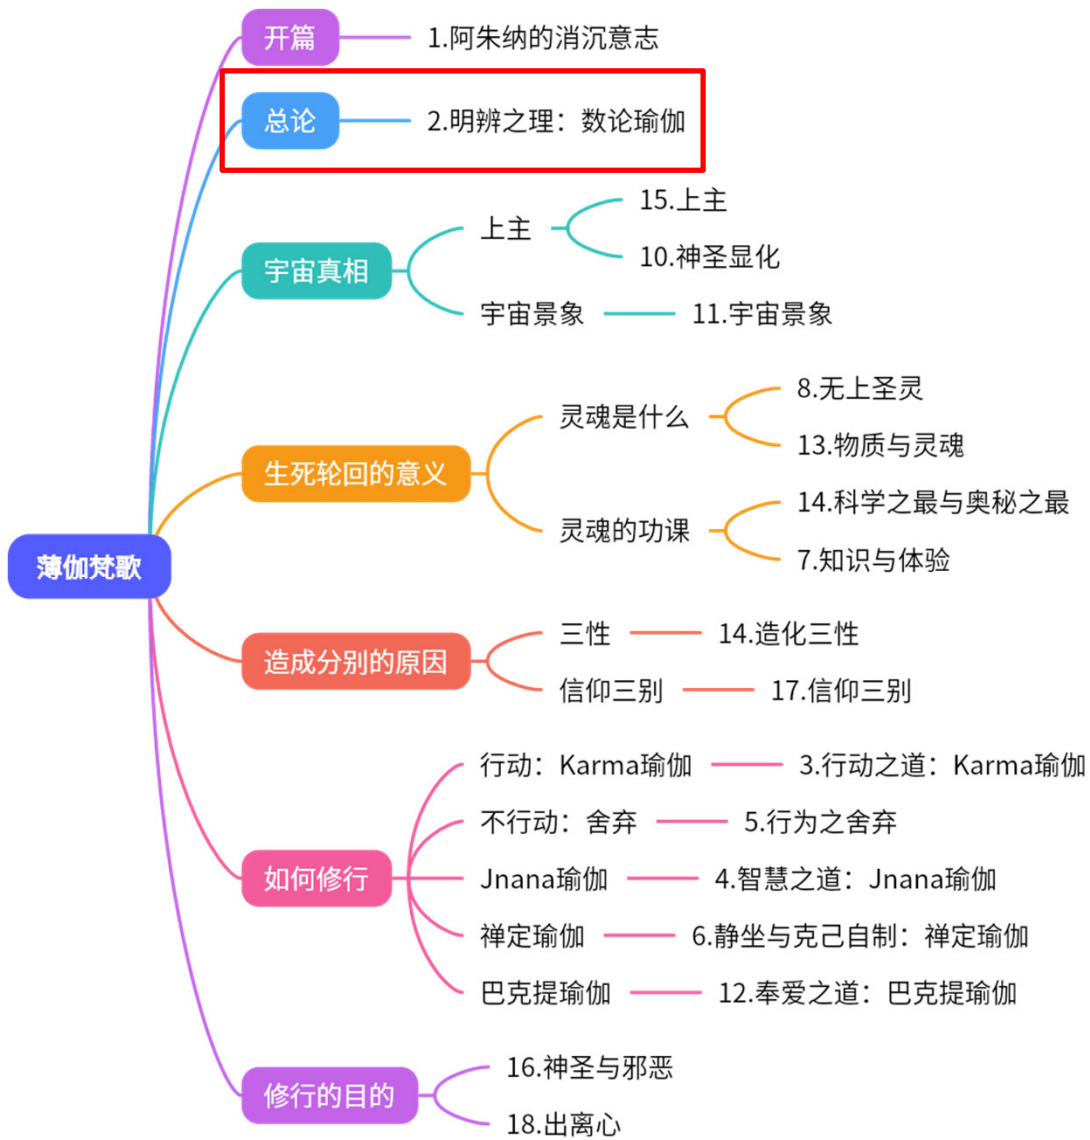 薄伽梵歌
开篇
1.阿朱纳的消沉意志
总论
2.明辨之理：数论瑜伽
宇宙真相
上主
15.上主
10.神圣显化
宇宙景象
11.宇宙景象
生死轮回的意义
灵魂是什么
8.无上圣灵
13.物质与灵魂
灵魂的功课
14.科学之最与奥秘之最
7.知识与体验
造成分别的原因
三性
14.造化三性
信仰三别
17.信仰三别
如何修行
行动：Karma瑜伽
3.行动之道：Karma瑜伽
不行动：舍弃
5.行为之舍弃
Jnana瑜伽
4.智慧之道：Jnana瑜伽
禅定瑜伽
6.静坐与克己自制：禅定瑜伽
巴克提瑜伽
12.奉爱之道：巴克提瑜伽
修行的目的
16.神圣与邪恶
18.出离心